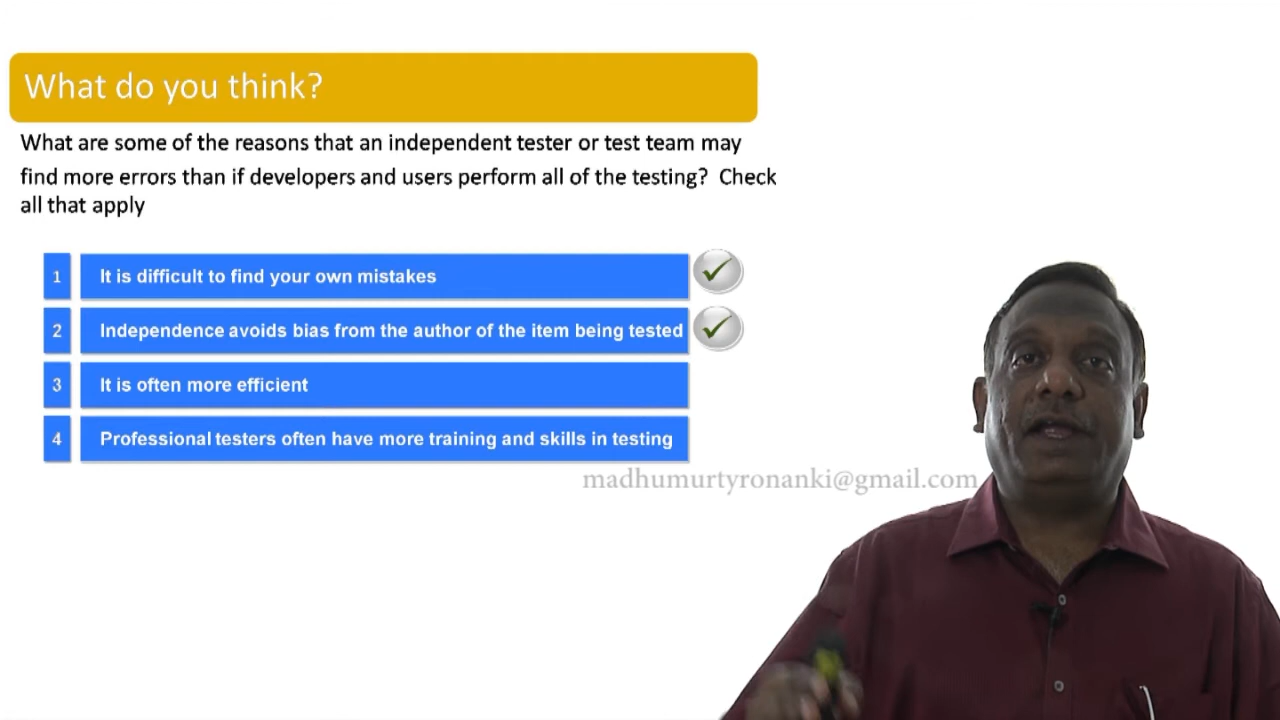 What do you think?
What are some of the reasons that an independent tester or test team may
find more errors than if developers and users perform all of the testing?  Check
all that apply
1 It is difficult to find your own mistakes
2 Independence avoids bias from the author of the item being tested
3 It is often more efficient
4 Professional testers often have more training and skills in testing
madhumurtyronanki@gmail.com